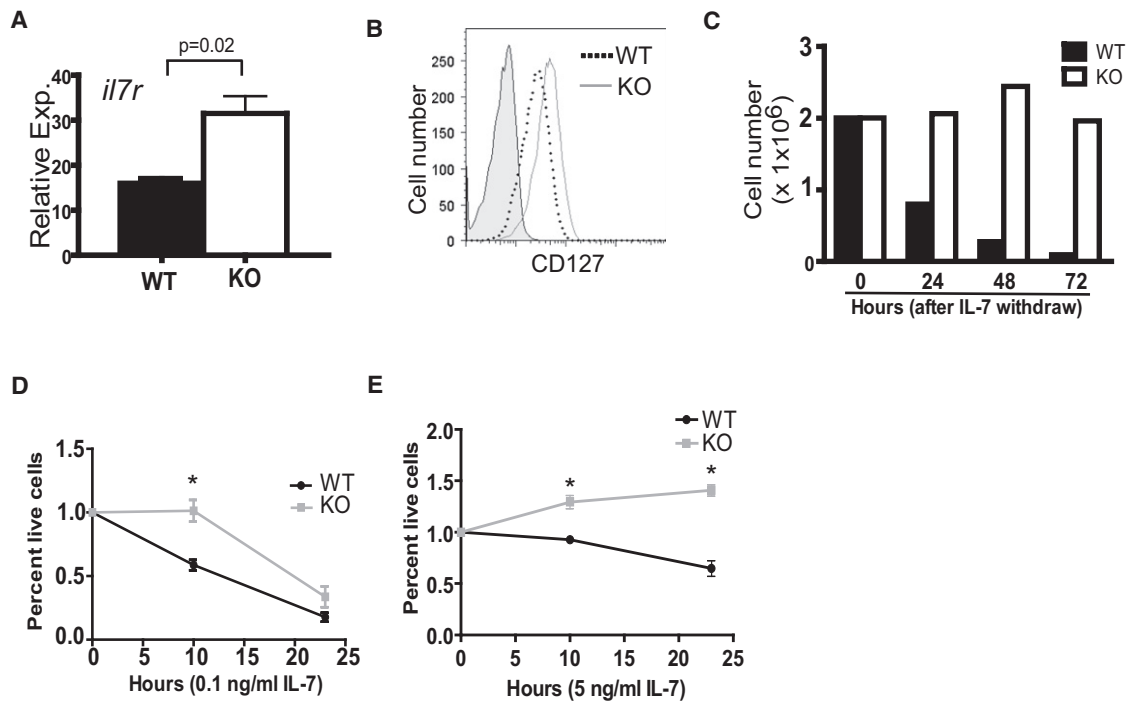 A
p=0.02
il7r
Relative Exp.
40
30
20
10
0
WT
KO
B
WT
KO
Cell number
250
200
150
100
50
0
CD127
C
WT
KO
Cell number
(x 1x10⁶)
3
2
1
0
0 24 48 72
Hours (after IL-7 withdraw)
D
WT
KO
*
Percent live cells
1.5
1.0
0.5
0.0
0 5 10 15 20 25
Hours (0.1 ng/ml IL-7)
E
WT
KO
*
*
Percent live cells
2.0
1.5
1.0
0.5
0.0
0 5 10 15 20 25
Hours (5 ng/ml IL-7)